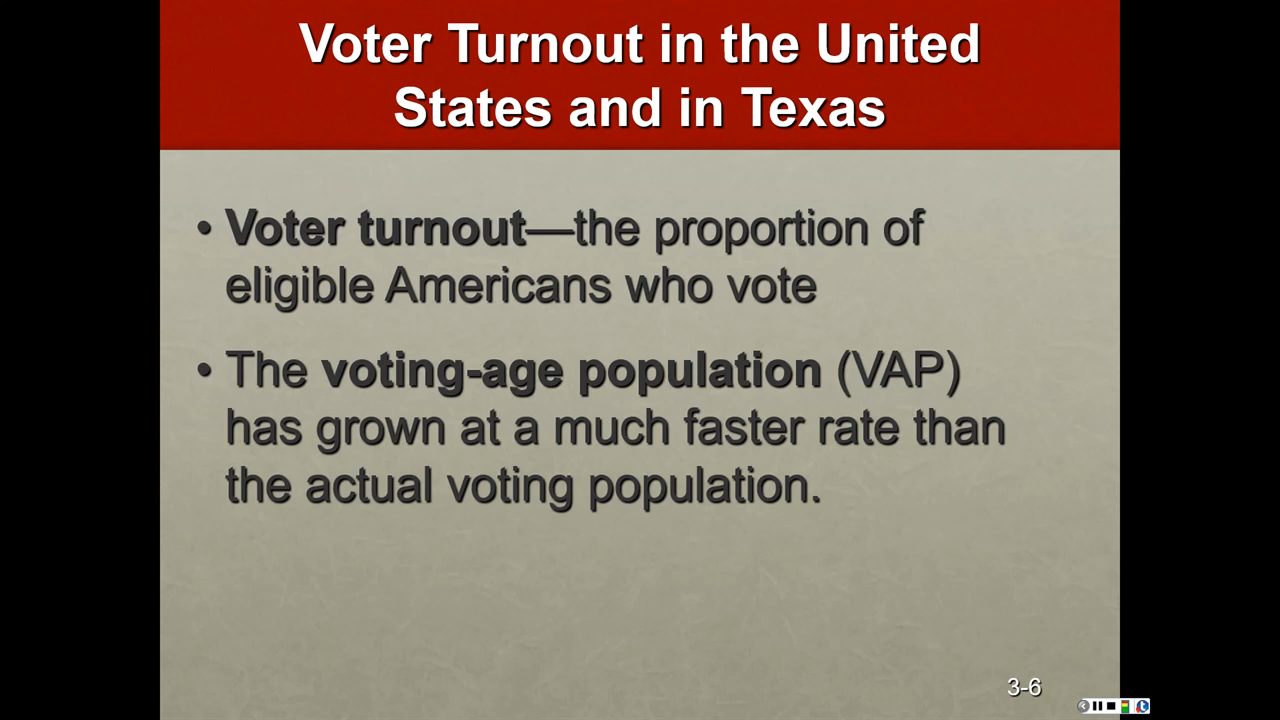 Voter Turnout in the United
States and in Texas
• Voter turnout—the proportion of
eligible Americans who vote
• The voting-age population (VAP)
has grown at a much faster rate than
the actual voting population.
3-6